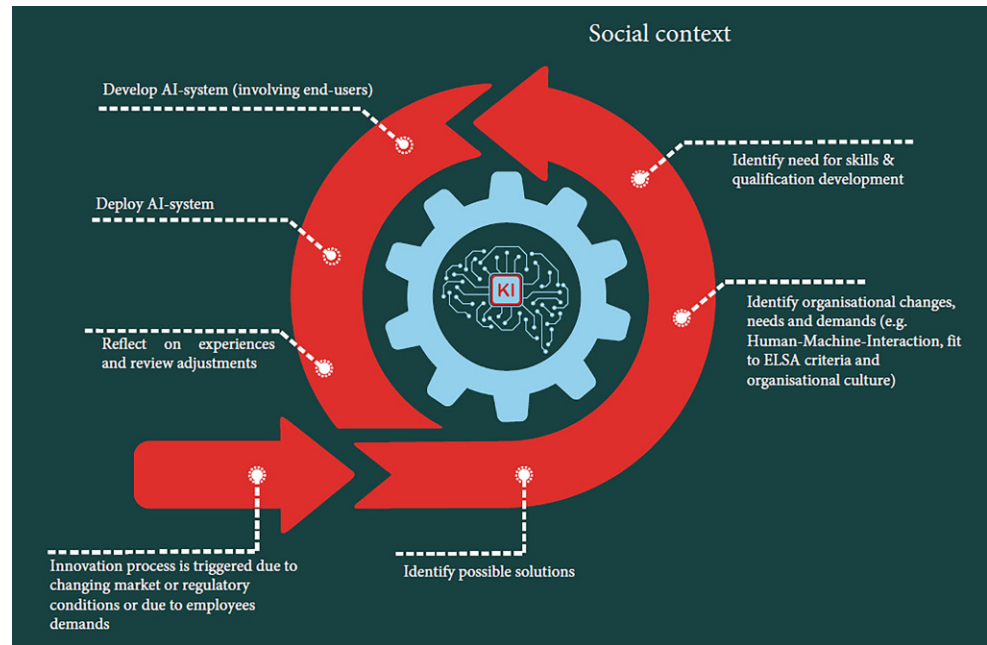 Social context
Develop AI-system (involving end-users)
Identify need for skills &
qualification development
Deploy AI-system
Identify organisational changes,
needs and demands (e.g.
Human-Machine-Interaction, fit
to ELSA criteria and
organisational culture)
KI
Reflect on experiences
and review adjustments
Innovation process is triggered due to
changing market or regulatory
conditions or due to employees
demands
Identify possible solutions